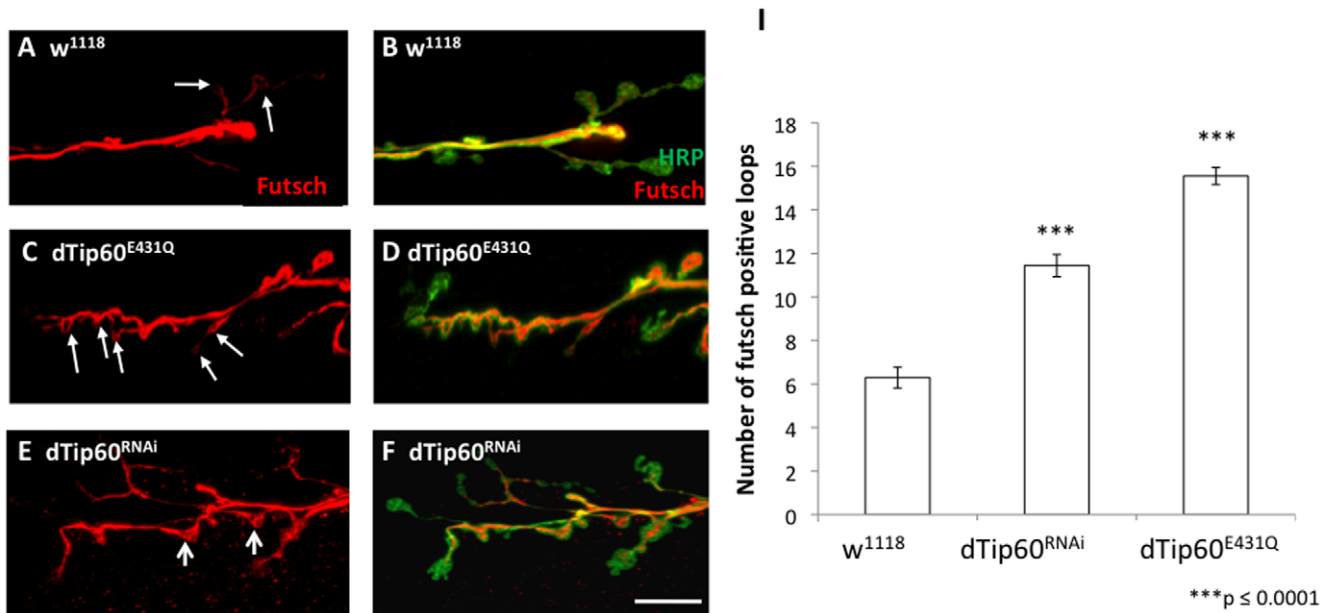 A w1118
Futsch
B w1118
HRP
Futsch
C dTip60E431Q
D dTip60E431Q
E dTip60RNAi
F dTip60RNAi
I
Number of futsch positive loops
18
16
14
12
10
8
6
4
2
0
***
***
w1118
dTip60RNAi
dTip60E431Q
***p ≤ 0.0001